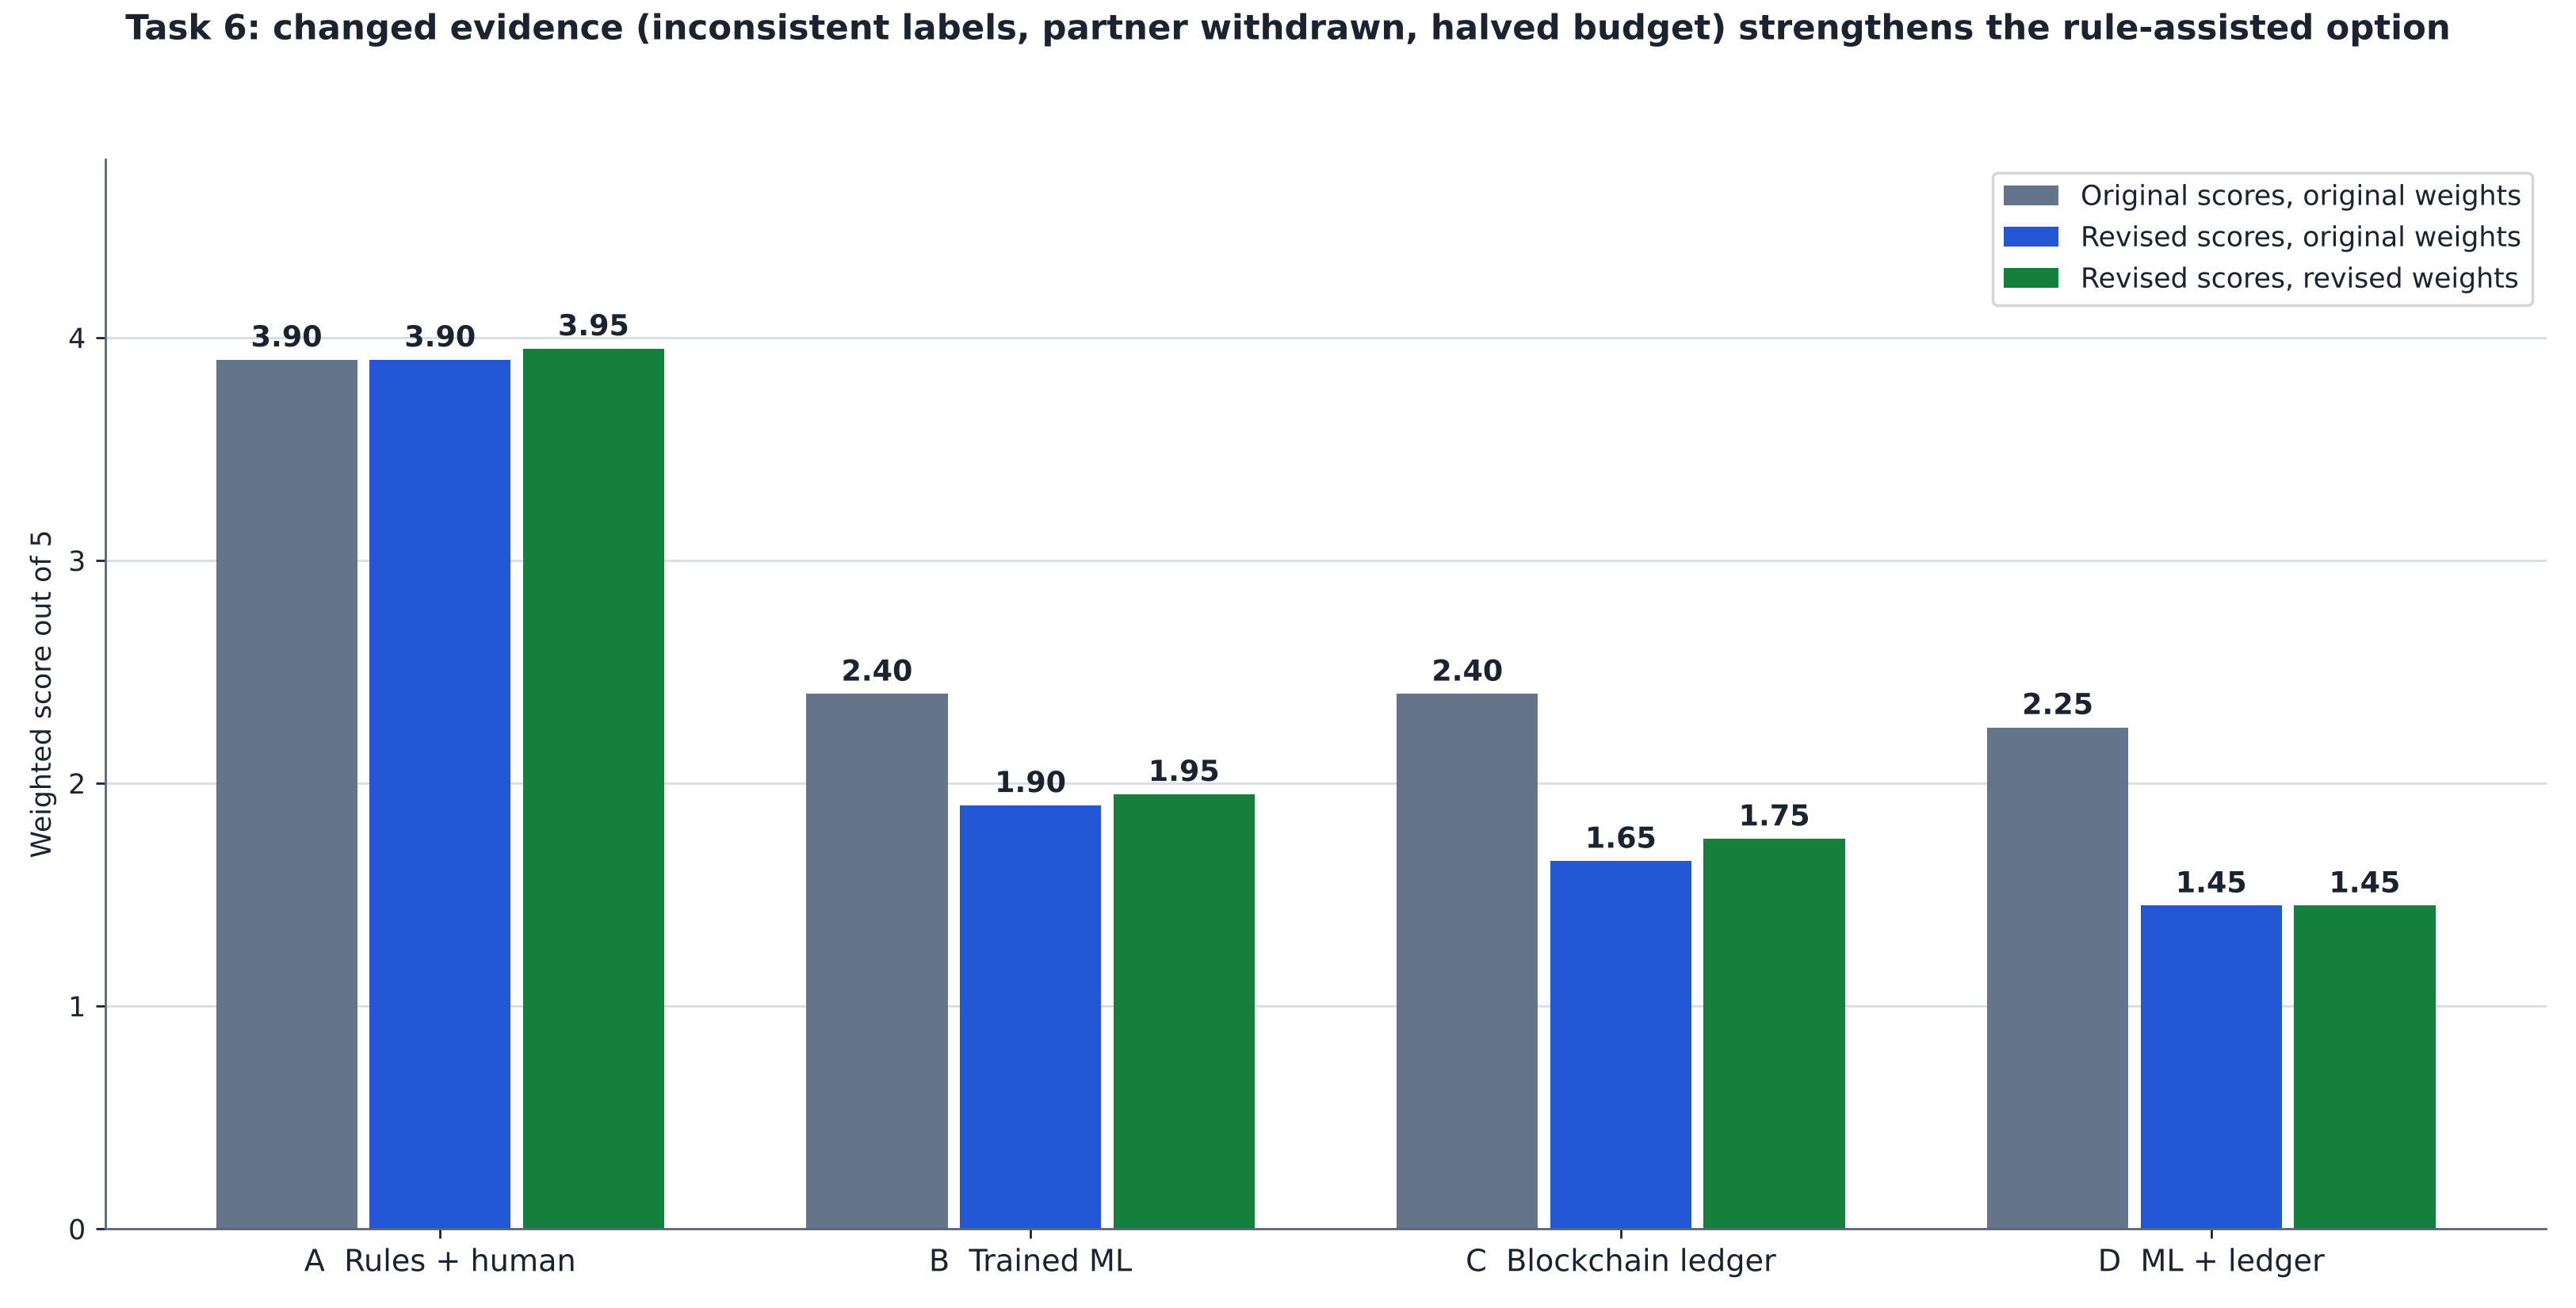 Task 6: changed evidence (inconsistent labels, partner withdrawn, halved budget) strengthens the rule-assisted option
Original scores, original weights
Revised scores, original weights
Revised scores, revised weights
Weighted score out of 5
4
3
2
1
0
3.90
3.90
3.95
2.40
1.90
1.95
2.40
1.65
1.75
2.25
1.45
1.45
A Rules + human
B Trained ML
C Blockchain ledger
D ML + ledger